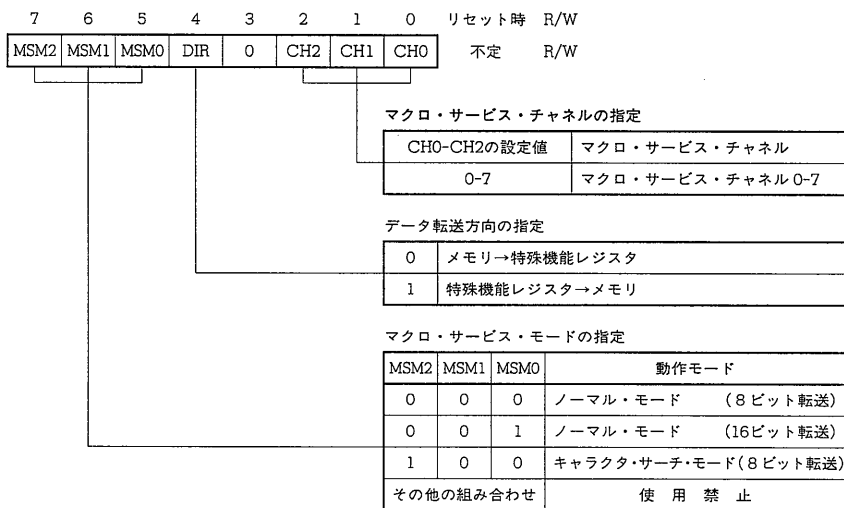 7 6 5 4 3 2 1 0 リセット時 R/W
MSM2 MSM1 MSM0 DIR 0 CH2 CH1 CH0 不定 R/W
マクロ・サービス・チャネルの指定
CH0-CH2の設定値 マクロ・サービス・チャネル
0-7 マクロ・サービス・チャネル 0-7
データ転送方向の指定
0 メモリ→特殊機能レジスタ
1 特殊機能レジスタ→メモリ
マクロ・サービス・モードの指定
MSM2 MSM1 MSM0 動作モード
0 0 0 ノーマル・モード (8ビット転送)
0 0 1 ノーマル・モード (16ビット転送)
1 0 0 キャラクタ・サーチ・モード(8ビット転送)
その他の組み合わせ 使用禁止